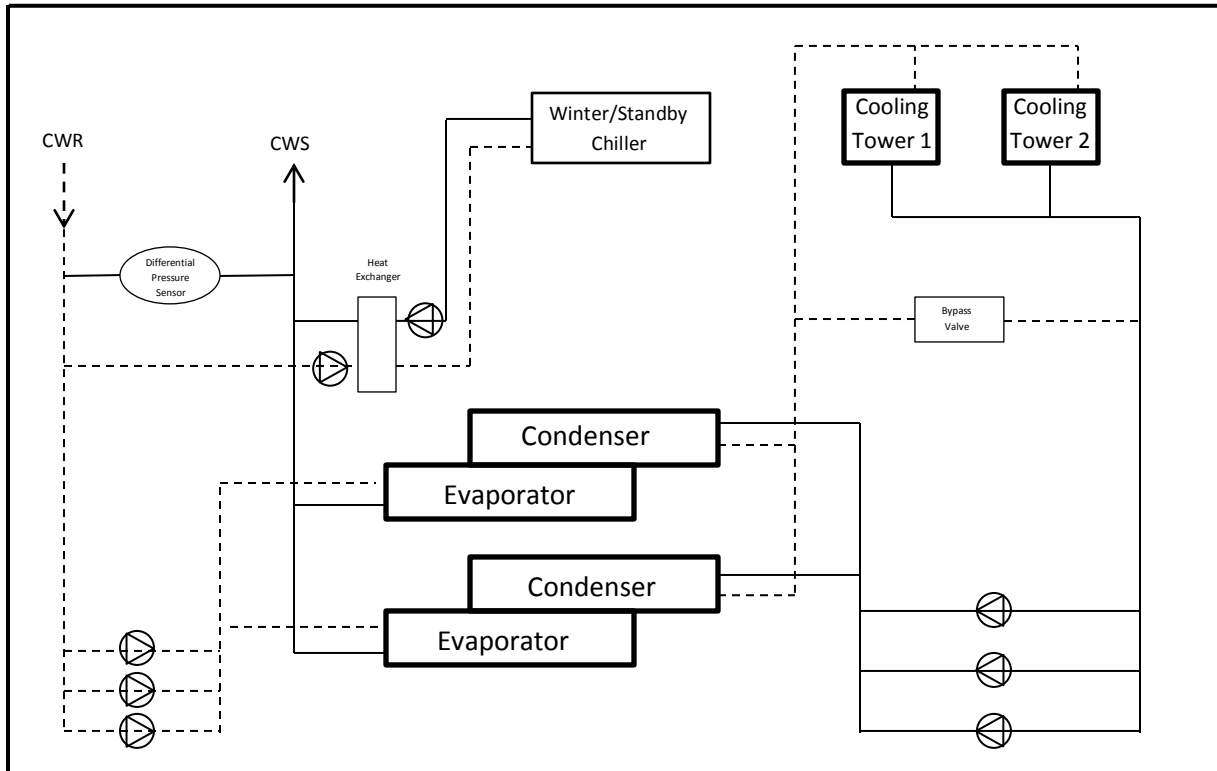 Cooling
Tower 1
Cooling
Tower 2
Winter/Standby
Chiller
CWR
CWS
Differential
Pressure
Sensor
Heat
Exchanger
Bypass
Valve
Condenser
Evaporator
Condenser
Evaporator